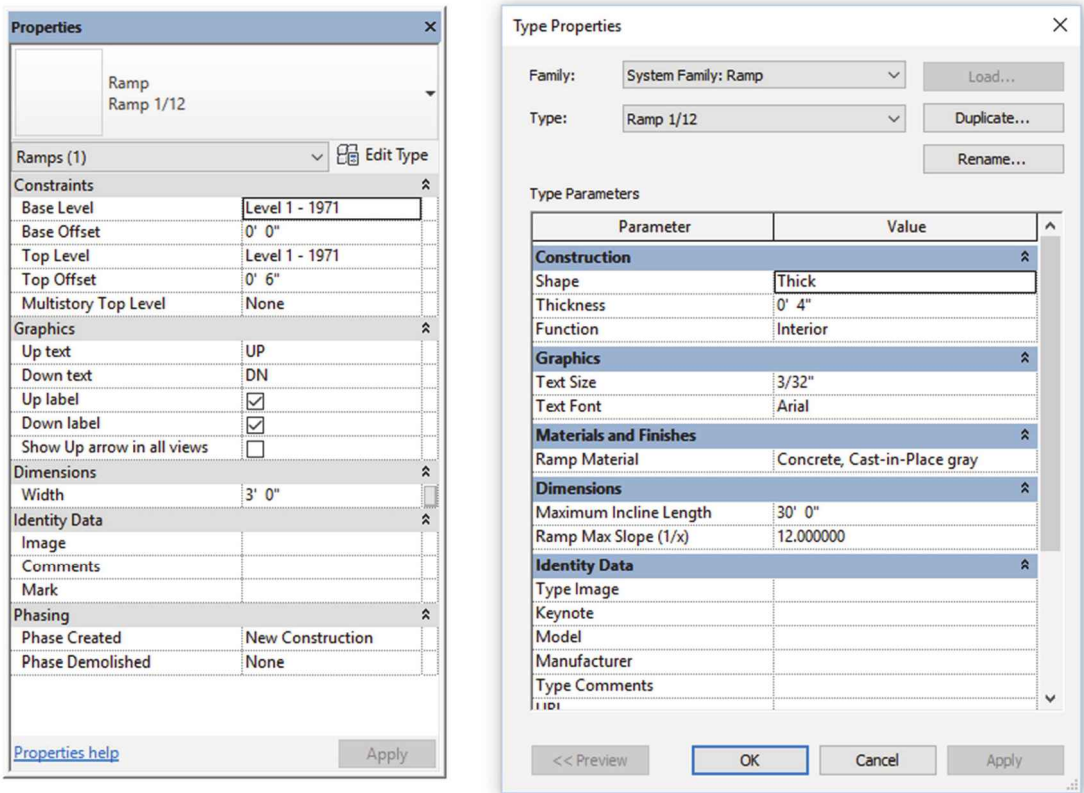 Properties
Ramp
Ramp 1/12
Ramps (1) Edit Type
Constraints
Base Level Level 1 - 1971
Base Offset 0' 0"
Top Level Level 1 - 1971
Top Offset 0' 6"
Multistory Top Level None
Graphics
Up text UP
Down text DN
Up label
Down label
Show Up arrow in all views
Dimensions
Width 3' 0"
Identity Data
Image
Comments
Mark
Phasing
Phase Created New Construction
Phase Demolished None
Properties help Apply
Type Properties
Family: System Family: Ramp Load...
Type: Ramp 1/12 Duplicate...
Rename...
Type Parameters
Parameter Value
Construction
Shape Thick
Thickness 0' 4"
Function Interior
Graphics
Text Size 3/32"
Text Font Arial
Materials and Finishes
Ramp Material Concrete, Cast-in-Place gray
Dimensions
Maximum Incline Length 30' 0"
Ramp Max Slope (1/x) 12.000000
Identity Data
Type Image
Keynote
Model
Manufacturer
Type Comments
URL
<< Preview OK Cancel Apply